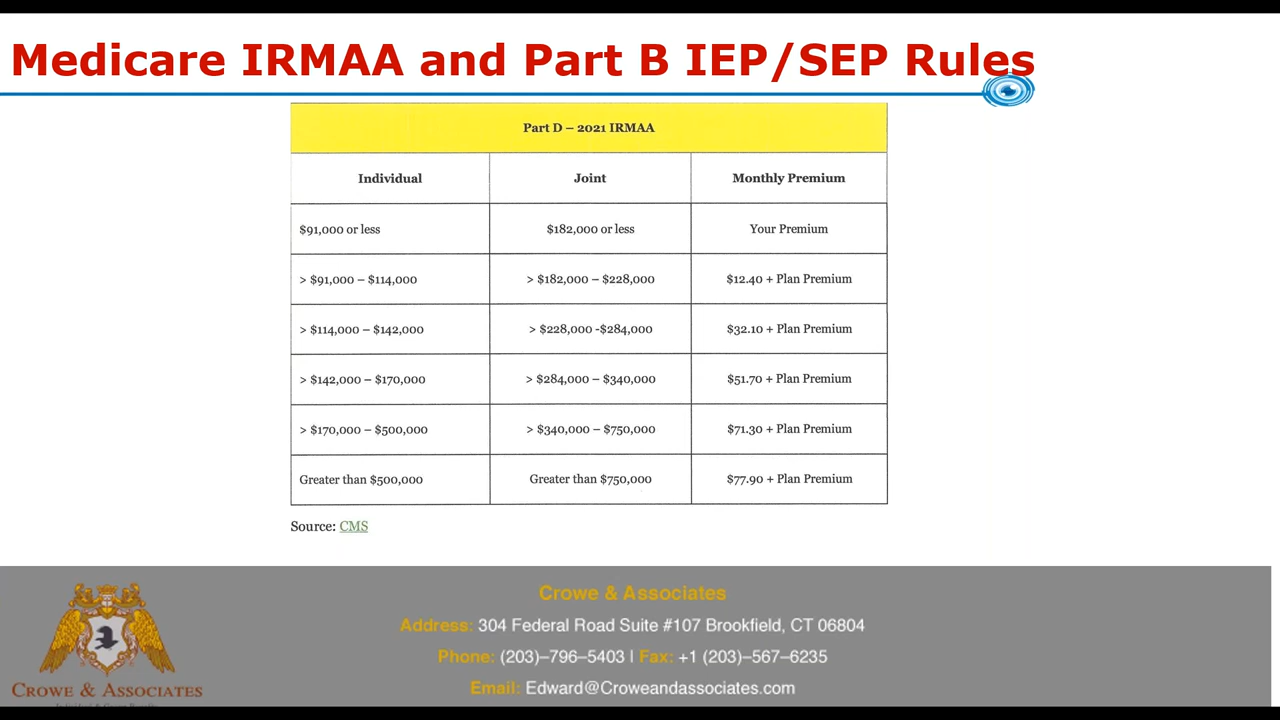 Medicare IRMAA and Part B IEP/SEP Rules
Part D – 2021 IRMAA
Individual Joint Monthly Premium
$91,000 or less $182,000 or less Your Premium
> $91,000 – $114,000 > $182,000 – $228,000 $12.40 + Plan Premium
> $114,000 – $142,000 > $228,000 -$284,000 $32.10 + Plan Premium
> $142,000 – $170,000 > $284,000 – $340,000 $51.70 + Plan Premium
> $170,000 – $500,000 > $340,000 – $750,000 $71.30 + Plan Premium
Greater than $500,000 Greater than $750,000 $77.90 + Plan Premium
Source: CMS
Crowe & Associates
Address: 304 Federal Road Suite #107 Brookfield, CT 06804
Phone: (203)–796–5403 | Fax: +1 (203)–567–6235
Email: Edward@Croweandassociates.com
CROWE & ASSOCIATES